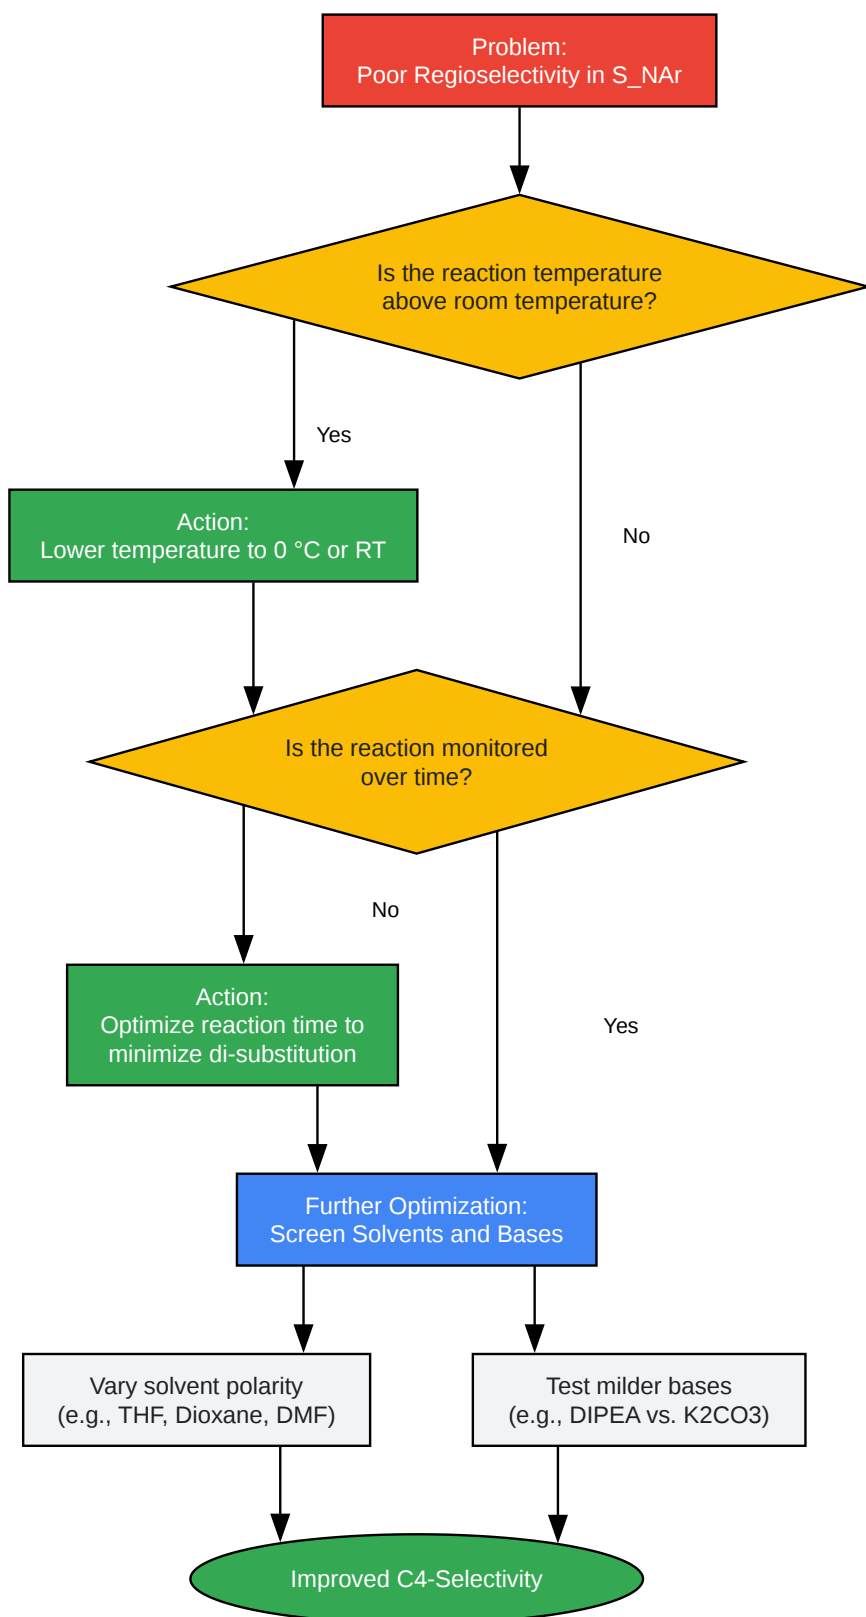 Problem:
Poor Regioselectivity in S_NAr
Is the reaction temperature
above room temperature?
Yes
Action:
Lower temperature to 0 °C or RT
No
Is the reaction monitored
over time?
No
Action:
Optimize reaction time to
minimize di-substitution
Yes
Further Optimization:
Screen Solvents and Bases
Vary solvent polarity
(e.g., THF, Dioxane, DMF)
Test milder bases
(e.g., DIPEA vs. K2CO3)
Improved C4-Selectivity